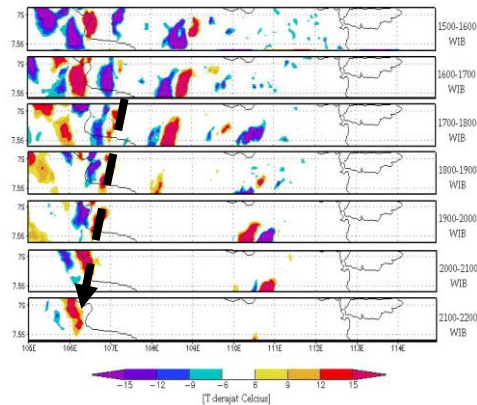 7S
7.5S
1500-1600
WIB
7S
7.5S
1600-1700
WIB
7S
7.5S
1700-1800
WIB
7S
7.5S
1800-1900
WIB
7S
7.5S
1900-2000
WIB
7S
7.5S
2000-2100
WIB
7S
7.5S
2100-2200
WIB
105E 106E 107E 108E 109E 110E 111E 112E 113E 114E
-15 -12 -9 -6 6 9 12 15
[T derajat Celcius]